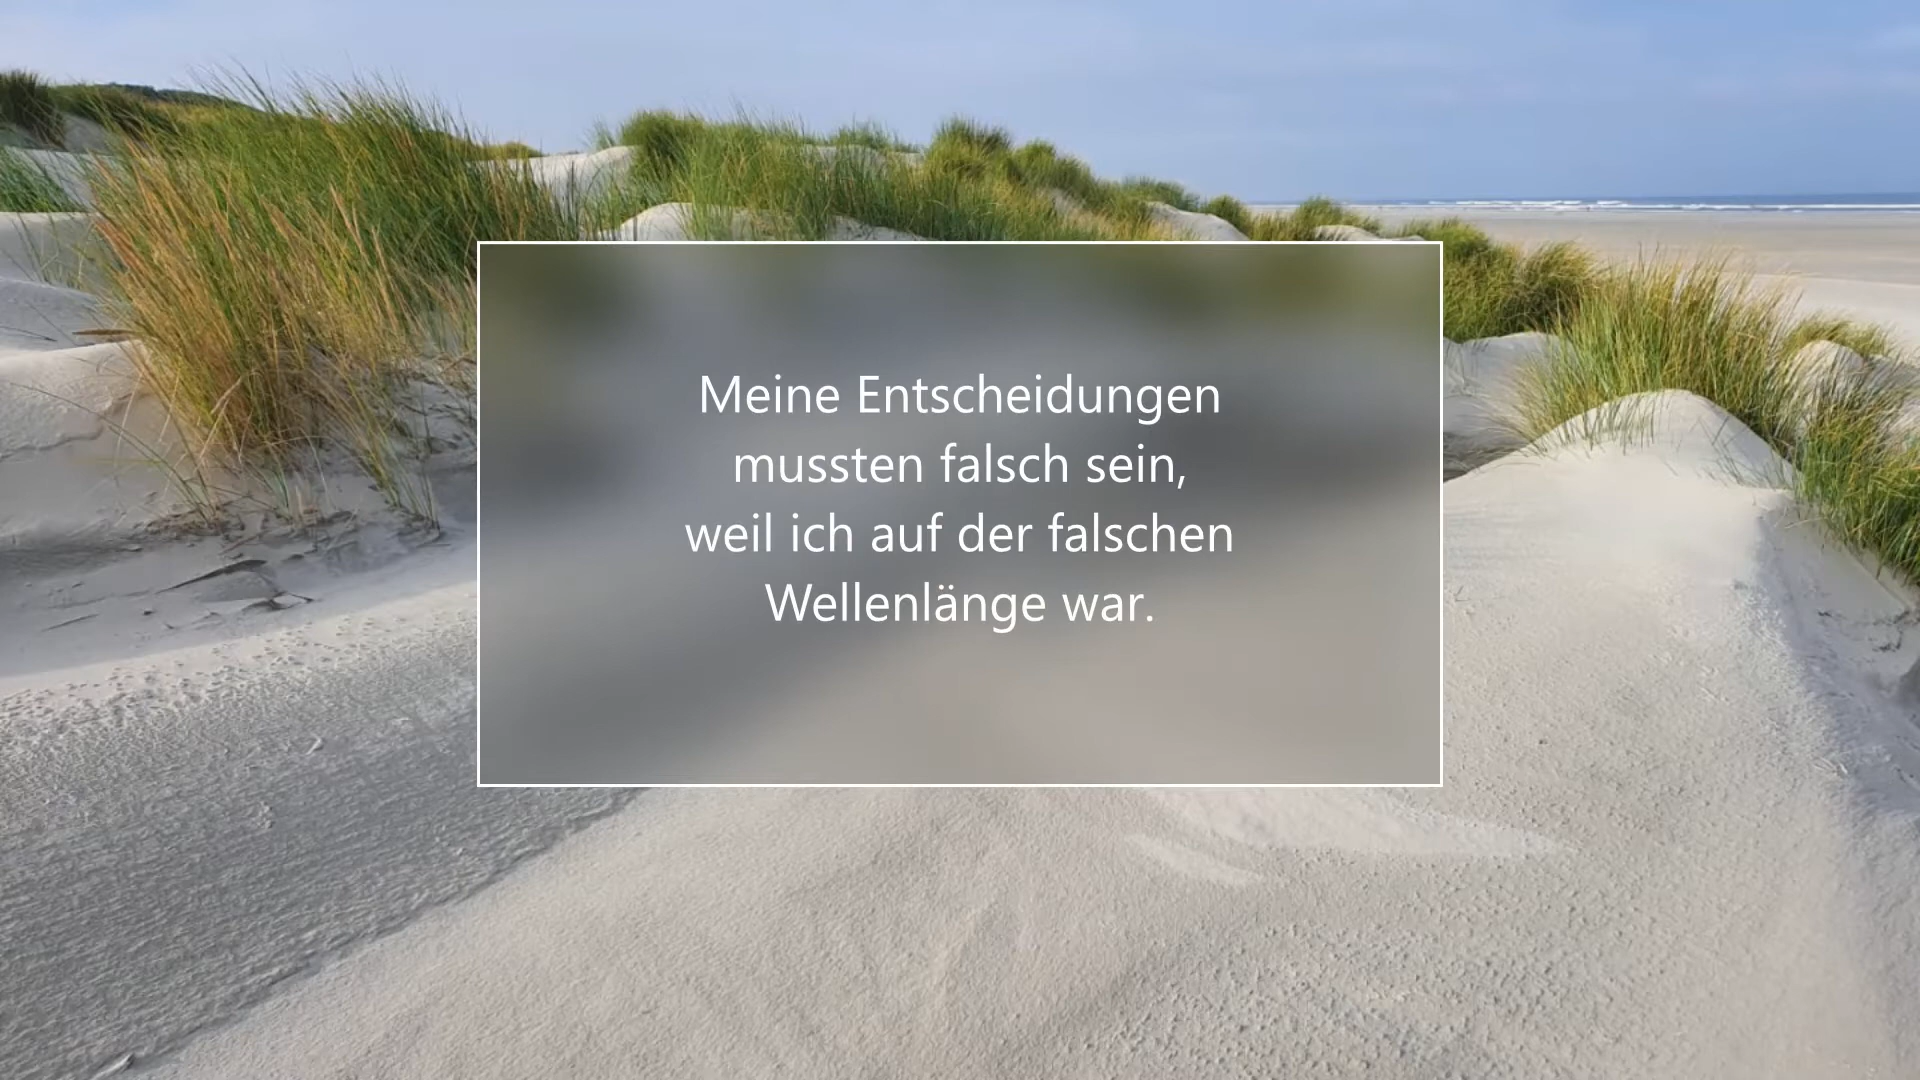 Meine Entscheidungen
mussten falsch sein,
weil ich auf der falschen
Wellenlänge war.